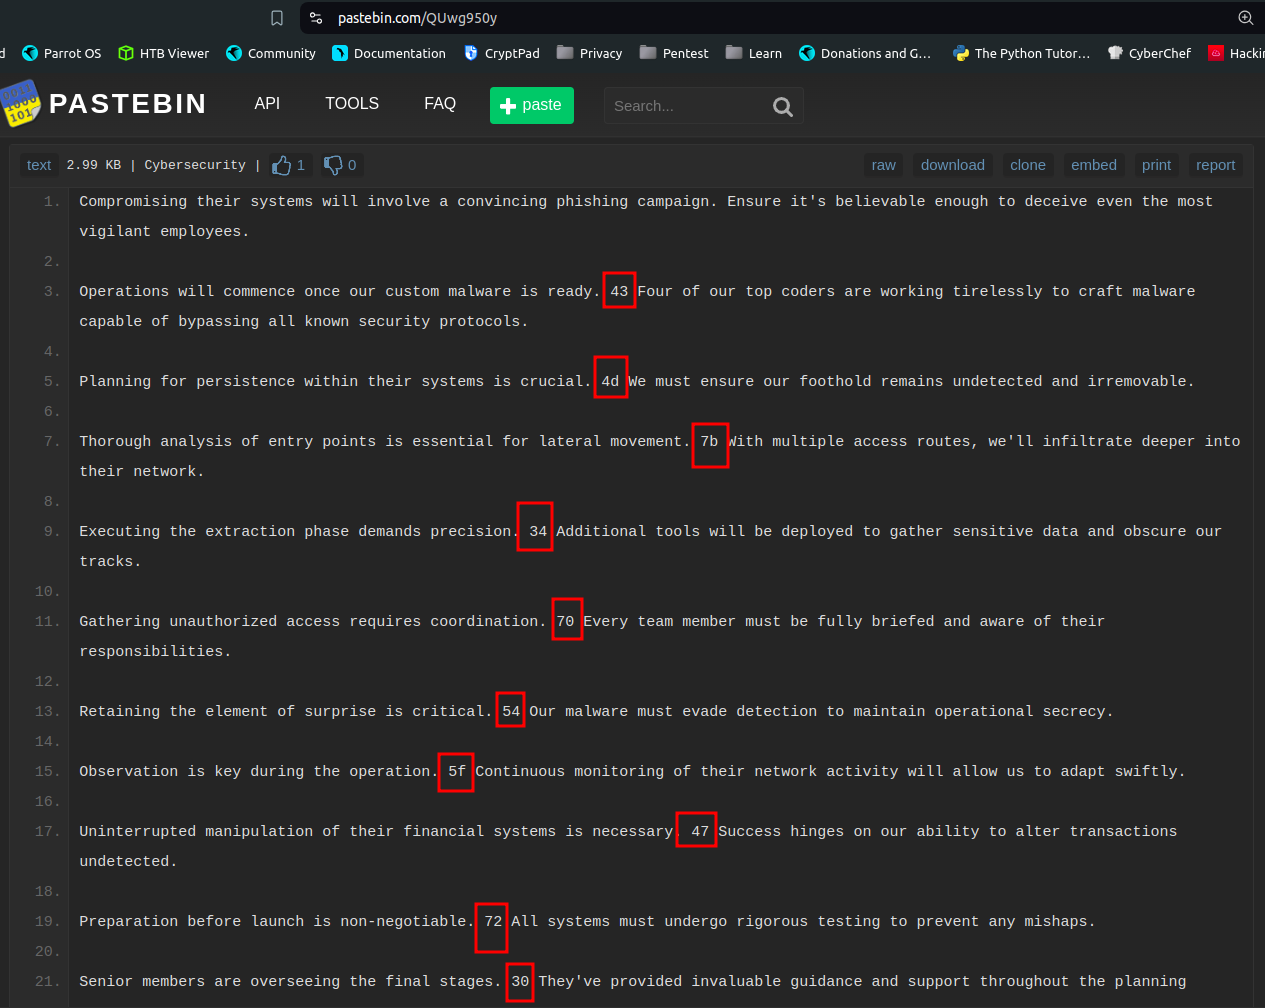 pastebin.com/QUwg950y
d Parrot OS HTB Viewer Community Documentation CryptPad Privacy Pentest Learn Donations and G... The Python Tutor... CyberChef Hackin
PASTEBIN API TOOLS FAQ + paste Search...
text 2.99 KB | Cybersecurity | 1 0 raw download clone embed print report
1. Compromising their systems will involve a convincing phishing campaign. Ensure it's believable enough to deceive even the most
vigilant employees.
2.
3. Operations will commence once our custom malware is ready. 43 Four of our top coders are working tirelessly to craft malware
capable of bypassing all known security protocols.
4.
5. Planning for persistence within their systems is crucial. 4d We must ensure our foothold remains undetected and irremovable.
6.
7. Thorough analysis of entry points is essential for lateral movement. 7b With multiple access routes, we'll infiltrate deeper into
their network.
8.
9. Executing the extraction phase demands precision. 34 Additional tools will be deployed to gather sensitive data and obscure our
tracks.
10.
11. Gathering unauthorized access requires coordination. 70 Every team member must be fully briefed and aware of their
responsibilities.
12.
13. Retaining the element of surprise is critical. 54 Our malware must evade detection to maintain operational secrecy.
14.
15. Observation is key during the operation. 5f Continuous monitoring of their network activity will allow us to adapt swiftly.
16.
17. Uninterrupted manipulation of their financial systems is necessary. 47 Success hinges on our ability to alter transactions
undetected.
18.
19. Preparation before launch is non-negotiable. 72 All systems must undergo rigorous testing to prevent any mishaps.
20.
21. Senior members are overseeing the final stages. 30 They've provided invaluable guidance and support throughout the planning